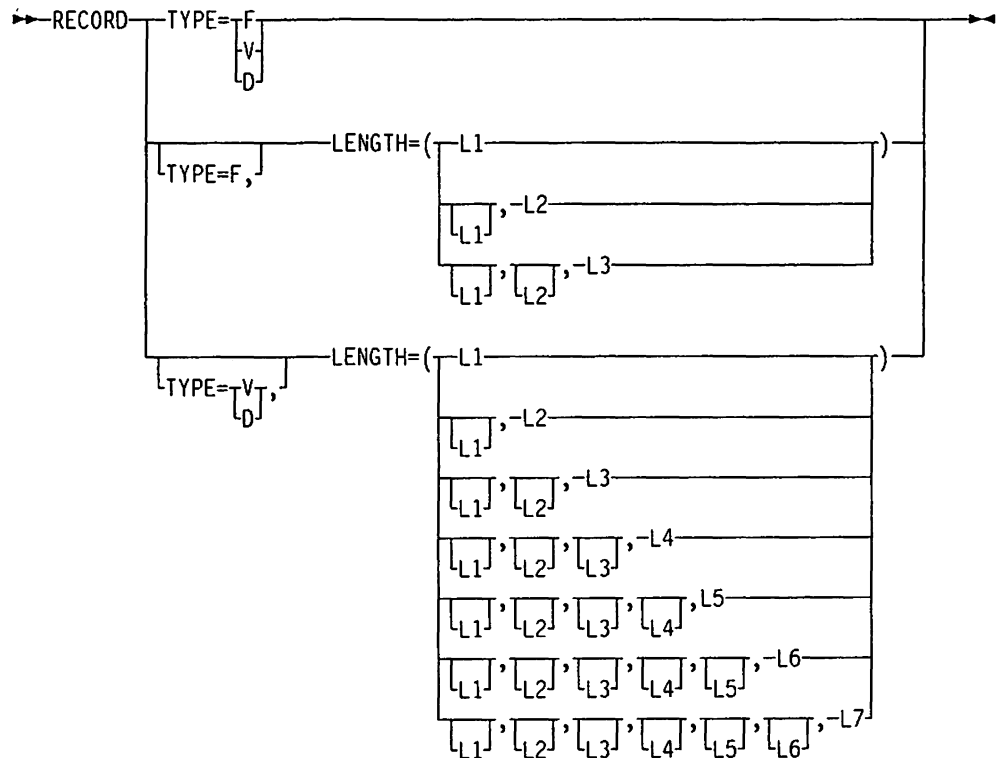 RECORD TYPE=F
V
D
TYPE=F, LENGTH=(L1)
L1,L2
L1,L2,L3
TYPE=V, LENGTH=(L1)
D
L1,L2
L1,L2,L3
L1,L2,L3,L4
L1,L2,L3,L4,L5
L1,L2,L3,L4,L5,L6
L1,L2,L3,L4,L5,L6,L7